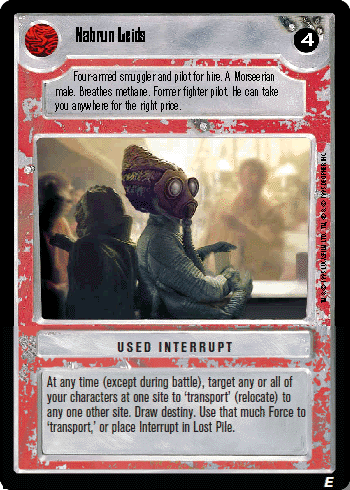 Nabrun Leids
4
Four-armed smuggler and pilot for hire. A Morseerian
male. Breathes methane. Former fighter pilot. He can take
you anywhere for the right price.
USED INTERRUPT
At any time (except during battle), target any or all of
your characters at one site to 'transport' (relocate) to
any one other site. Draw destiny. Use that much Force to
'transport,' or place Interrupt in Lost Pile.
E